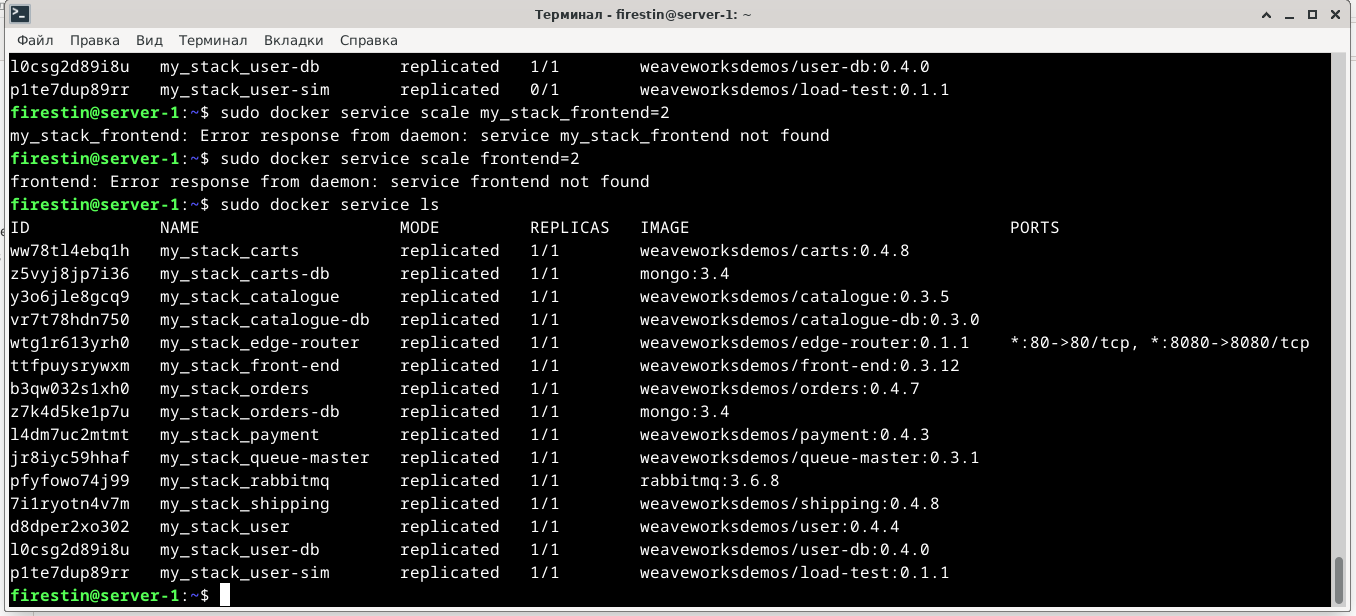 Терминал - firestin@server-1: ~
Файл Правка Вид Терминал Вкладки Справка
l0csg2d89i8u my_stack_user-db replicated 1/1 weaveworksdemos/user-db:0.4.0
p1te7dup89rr my_stack_user-sim replicated 0/1 weaveworksdemos/load-test:0.1.1
firestin@server-1:~$ sudo docker service scale my_stack_frontend=2
my_stack_frontend: Error response from daemon: service my_stack_frontend not found
firestin@server-1:~$ sudo docker service scale frontend=2
frontend: Error response from daemon: service frontend not found
firestin@server-1:~$ sudo docker service ls
ID NAME MODE REPLICAS IMAGE PORTS
ww78tl4ebq1h my_stack_carts replicated 1/1 weaveworksdemos/carts:0.4.8
z5vyj8jp7i36 my_stack_carts-db replicated 1/1 mongo:3.4
y3o6jle8gcq9 my_stack_catalogue replicated 1/1 weaveworksdemos/catalogue:0.3.5
vr7t78hdn750 my_stack_catalogue-db replicated 1/1 weaveworksdemos/catalogue-db:0.3.0
wtg1r613yrh0 my_stack_edge-router replicated 1/1 weaveworksdemos/edge-router:0.1.1 *:80->80/tcp, *:8080->8080/tcp
ttfpuysrywxm my_stack_front-end replicated 1/1 weaveworksdemos/front-end:0.3.12
b3qw032s1xh0 my_stack_orders replicated 1/1 weaveworksdemos/orders:0.4.7
z7k4d5ke1p7u my_stack_orders-db replicated 1/1 mongo:3.4
l4dm7uc2mtmt my_stack_payment replicated 1/1 weaveworksdemos/payment:0.4.3
jr8iyc59hhaf my_stack_queue-master replicated 1/1 weaveworksdemos/queue-master:0.3.1
pfyfowo74j99 my_stack_rabbitmq replicated 1/1 rabbitmq:3.6.8
7i1ryotn4v7m my_stack_shipping replicated 1/1 weaveworksdemos/shipping:0.4.8
d8dper2xo302 my_stack_user replicated 1/1 weaveworksdemos/user:0.4.4
l0csg2d89i8u my_stack_user-db replicated 1/1 weaveworksdemos/user-db:0.4.0
p1te7dup89rr my_stack_user-sim replicated 1/1 weaveworksdemos/load-test:0.1.1
firestin@server-1:~$